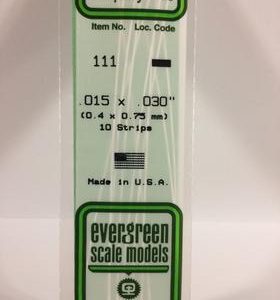 Item No. Loc. Code
111
.015 x .030"
(0.4 x 0.75 mm)
10 Strips
Made in U.S.A.
evergreen
scale models